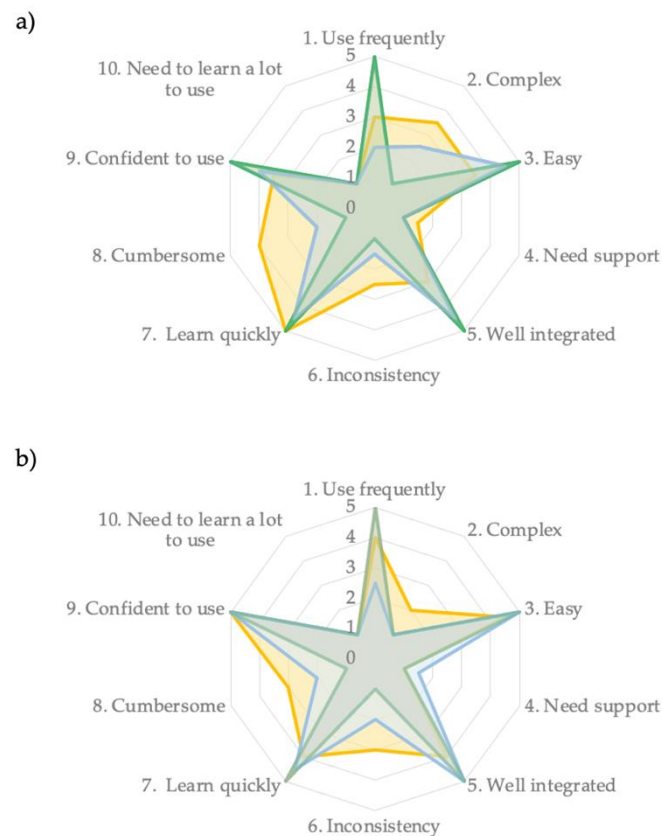 a)
1. Use frequently
10. Need to learn a lot
to use
2. Complex
9. Confident to use
3. Easy
8. Cumbersome
4. Need support
7. Learn quickly
5. Well integrated
6. Inconsistency
5
4
3
2
1
0
b)
1. Use frequently
10. Need to learn a lot
to use
2. Complex
9. Confident to use
3. Easy
8. Cumbersome
4. Need support
7. Learn quickly
5. Well integrated
6. Inconsistency
5
4
3
2
1
0